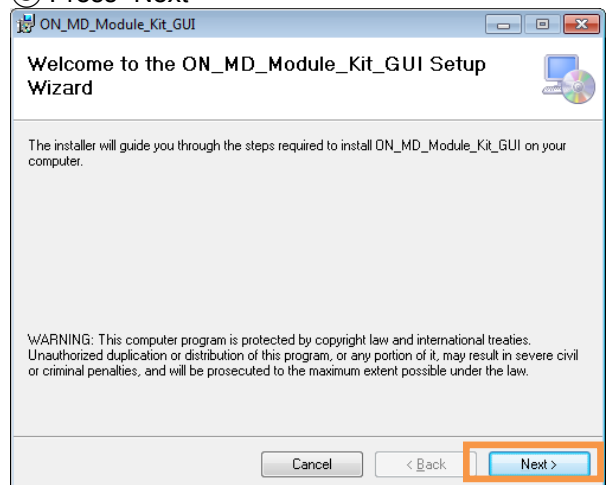 Press "Next"
ON_MD_Module_Kit_GUI
Welcome to the ON_MD_Module_Kit_GUI Setup
Wizard
The installer will guide you through the steps required to install ON_MD_Module_Kit_GUI on your
computer.
WARNING: This computer program is protected by copyright law and international treaties.
Unauthorized duplication or distribution of this program, or any portion of it, may result in severe civil
or criminal penalties, and will be prosecuted to the maximum extent possible under the law.
Cancel < Back Next >